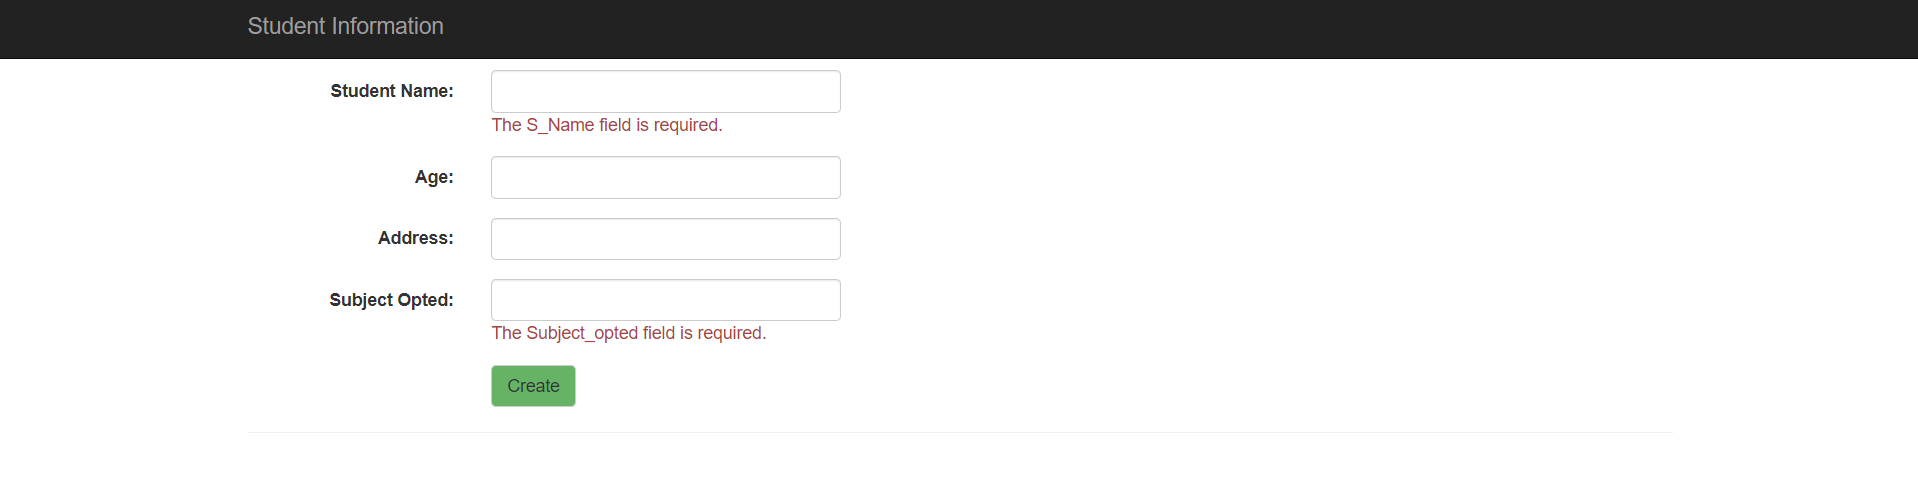 Student Information
Student Name:
The S_Name field is required.
Age:
Address:
Subject Opted:
The Subject_opted field is required.
Create